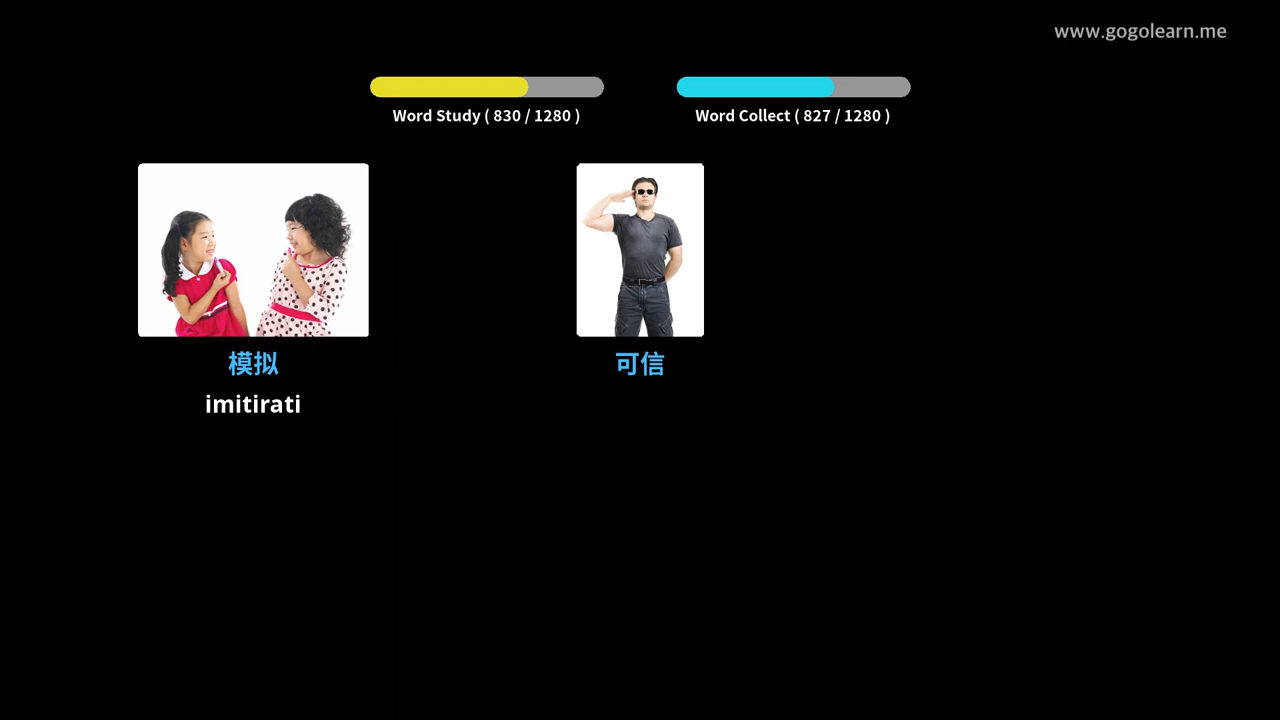 www.gogolearn.me
Word Study ( 830 / 1280 )
Word Collect ( 827 / 1280 )
模拟
可信
imitirati